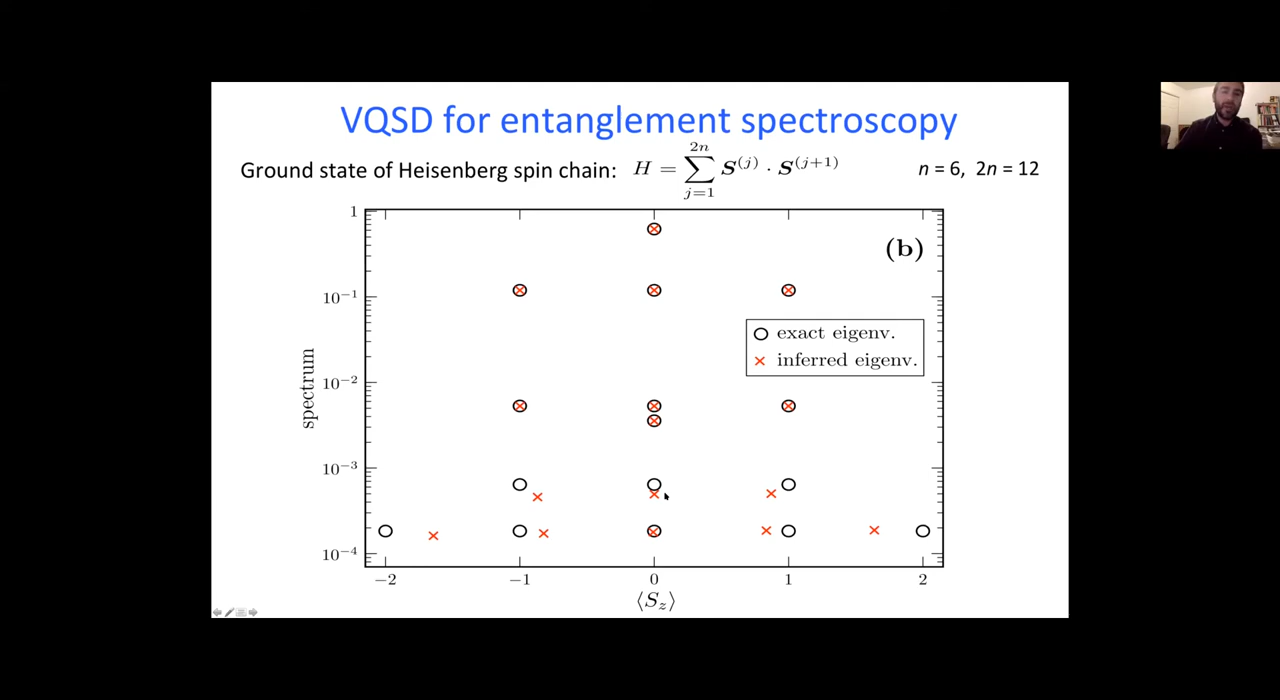 VQSD for entanglement spectroscopy
Ground state of Heisenberg spin chain: H = \sum_{j=1}^{2n} S^{(j)} · S^{(j+1)} n = 6, 2n = 12
(b)
exact eigenv.
inferred eigenv.
spectrum
1
10^{-1}
10^{-2}
10^{-3}
10^{-4}
−2 −1 0 1 2
⟨S_z⟩